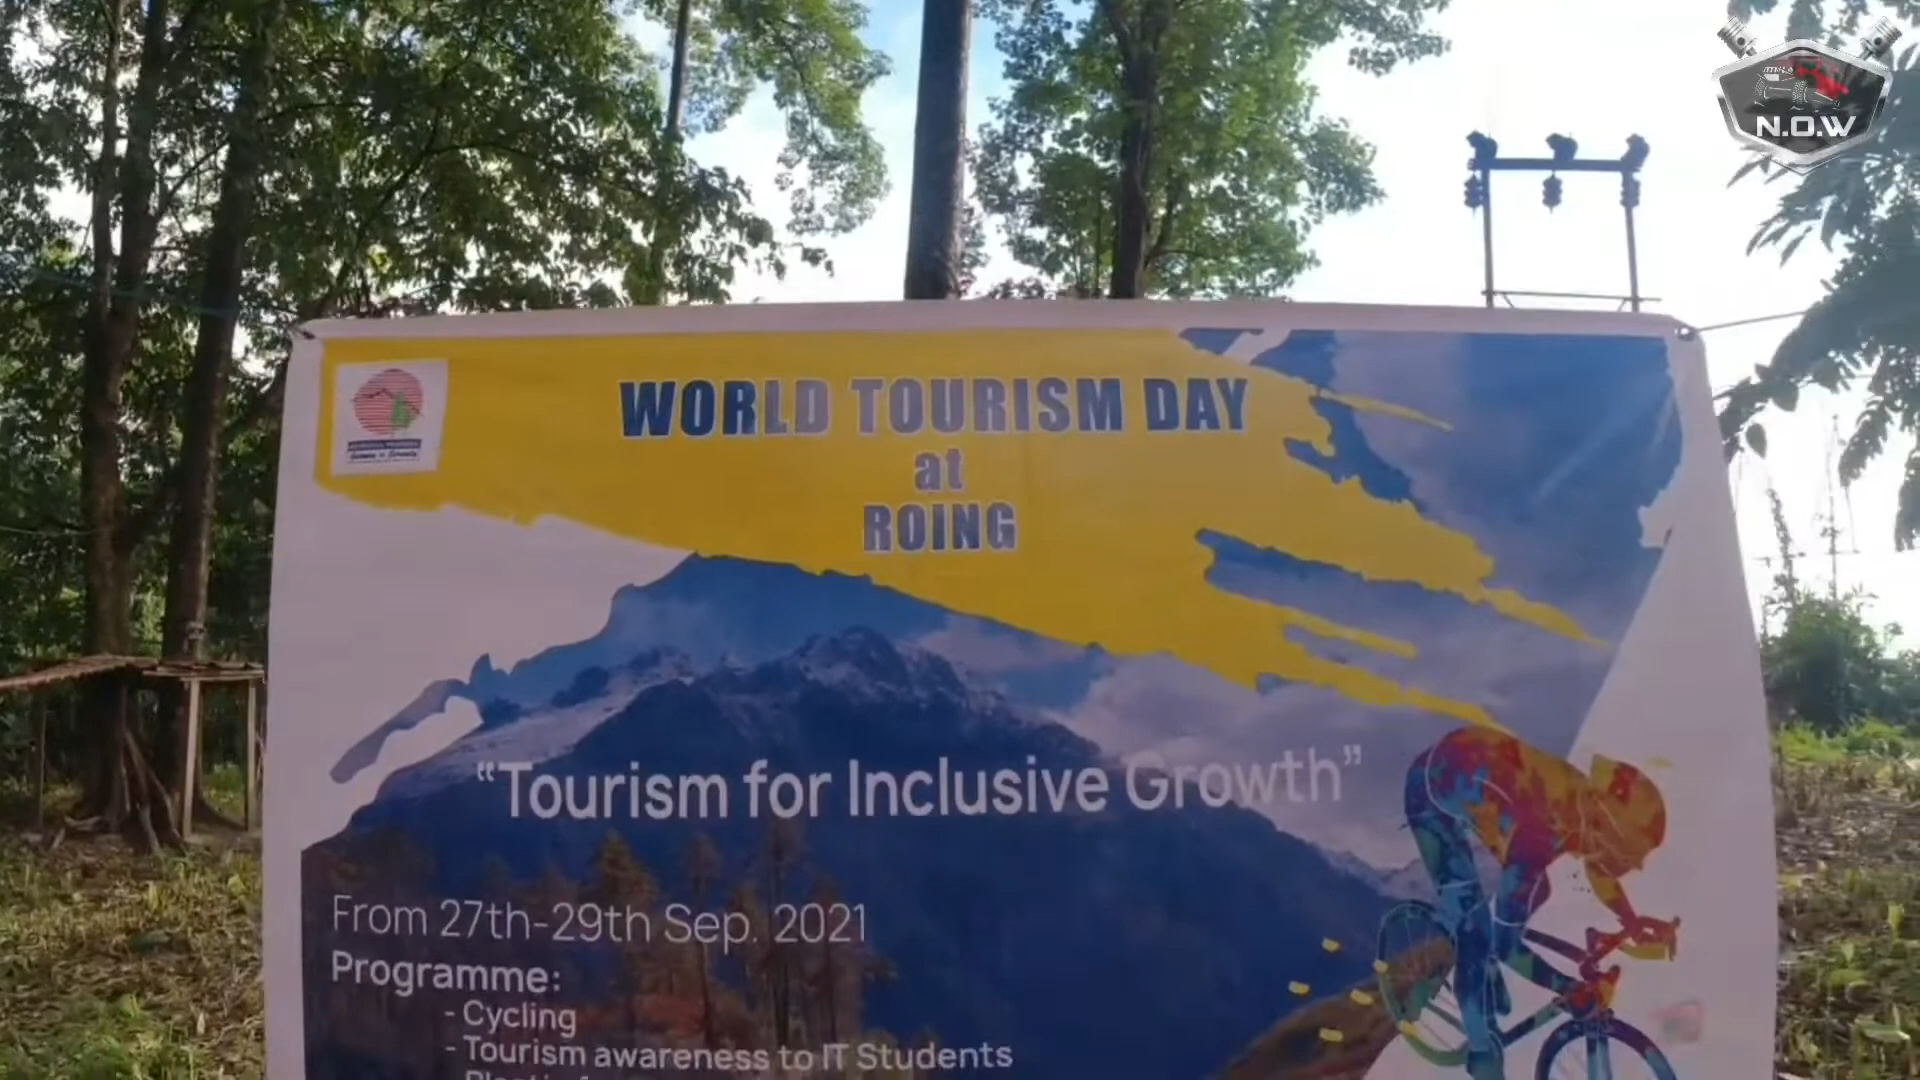 N.O.W
WORLD TOURISM DAY
at
ROING
"Tourism for Inclusive Growth"
From 27th-29th Sep. 2021
Programme:
- Cycling
- Tourism awareness to IT Students